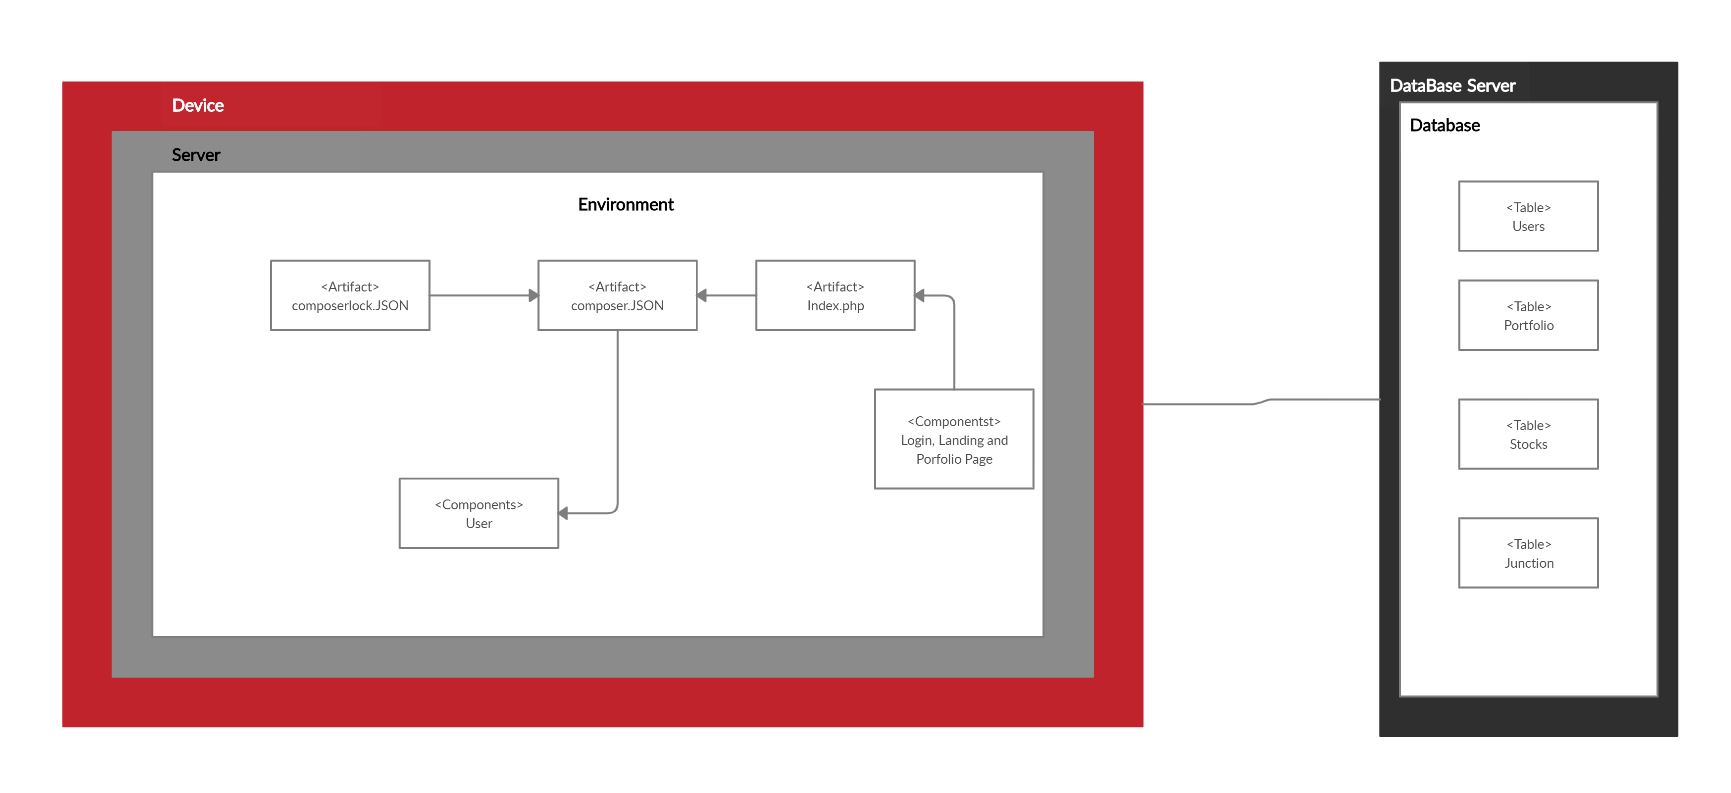 Device
Server
Environment
<Artifact>
composerlock.JSON
<Artifact>
composer.JSON
<Artifact>
Index.php
<Componentst>
Login, Landing and
Porfolio Page
<Components>
User
DataBase Server
Database
<Table>
Users
<Table>
Portfolio
<Table>
Stocks
<Table>
Junction